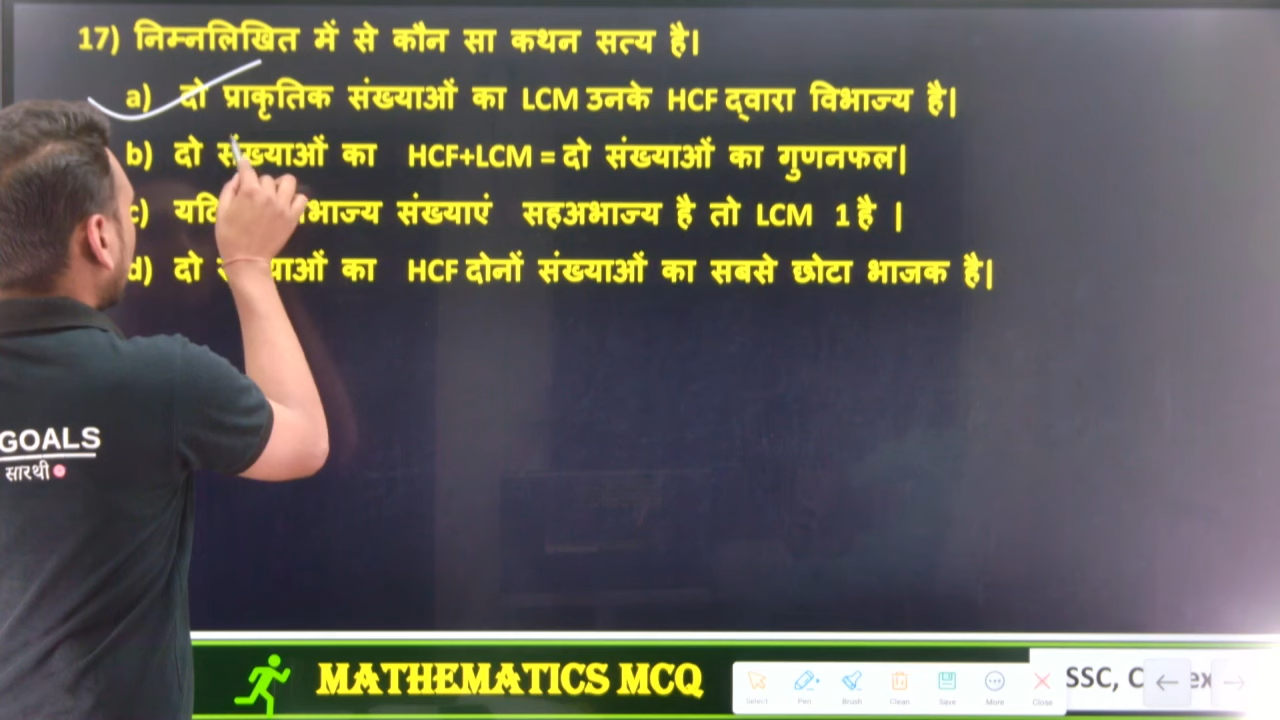 17) निम्नलिखित में से कौन सा कथन सत्य है।
a) दो प्राकृतिक संख्याओं का LCM उनके HCF द्वारा विभाज्य है|
b) दो संख्याओं का HCF+LCM = दो संख्याओं का गुणनफल|
c) भाज्य संख्याएं सहअभाज्य है तो LCM 1 है |
d) दो का HCF दोनों संख्याओं का सबसे छोटा भाजक है|
GOALS
सारथी
MATHEMATICS MCQ
Select Pen Brush Clean Save More Close
SSC, C